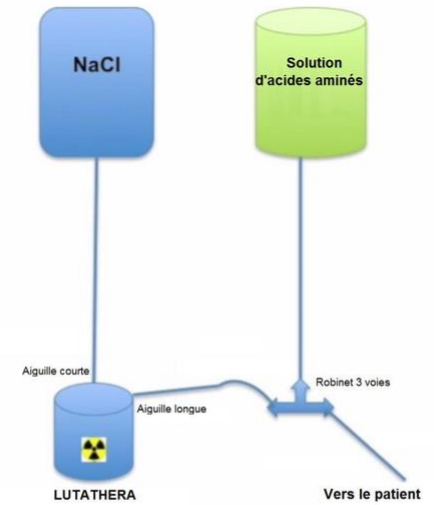 NaCl
Solution
d'acides aminés
Aiguille courte
Robinet 3 voies
Aiguille longue
LUTATHERA
Vers le patient